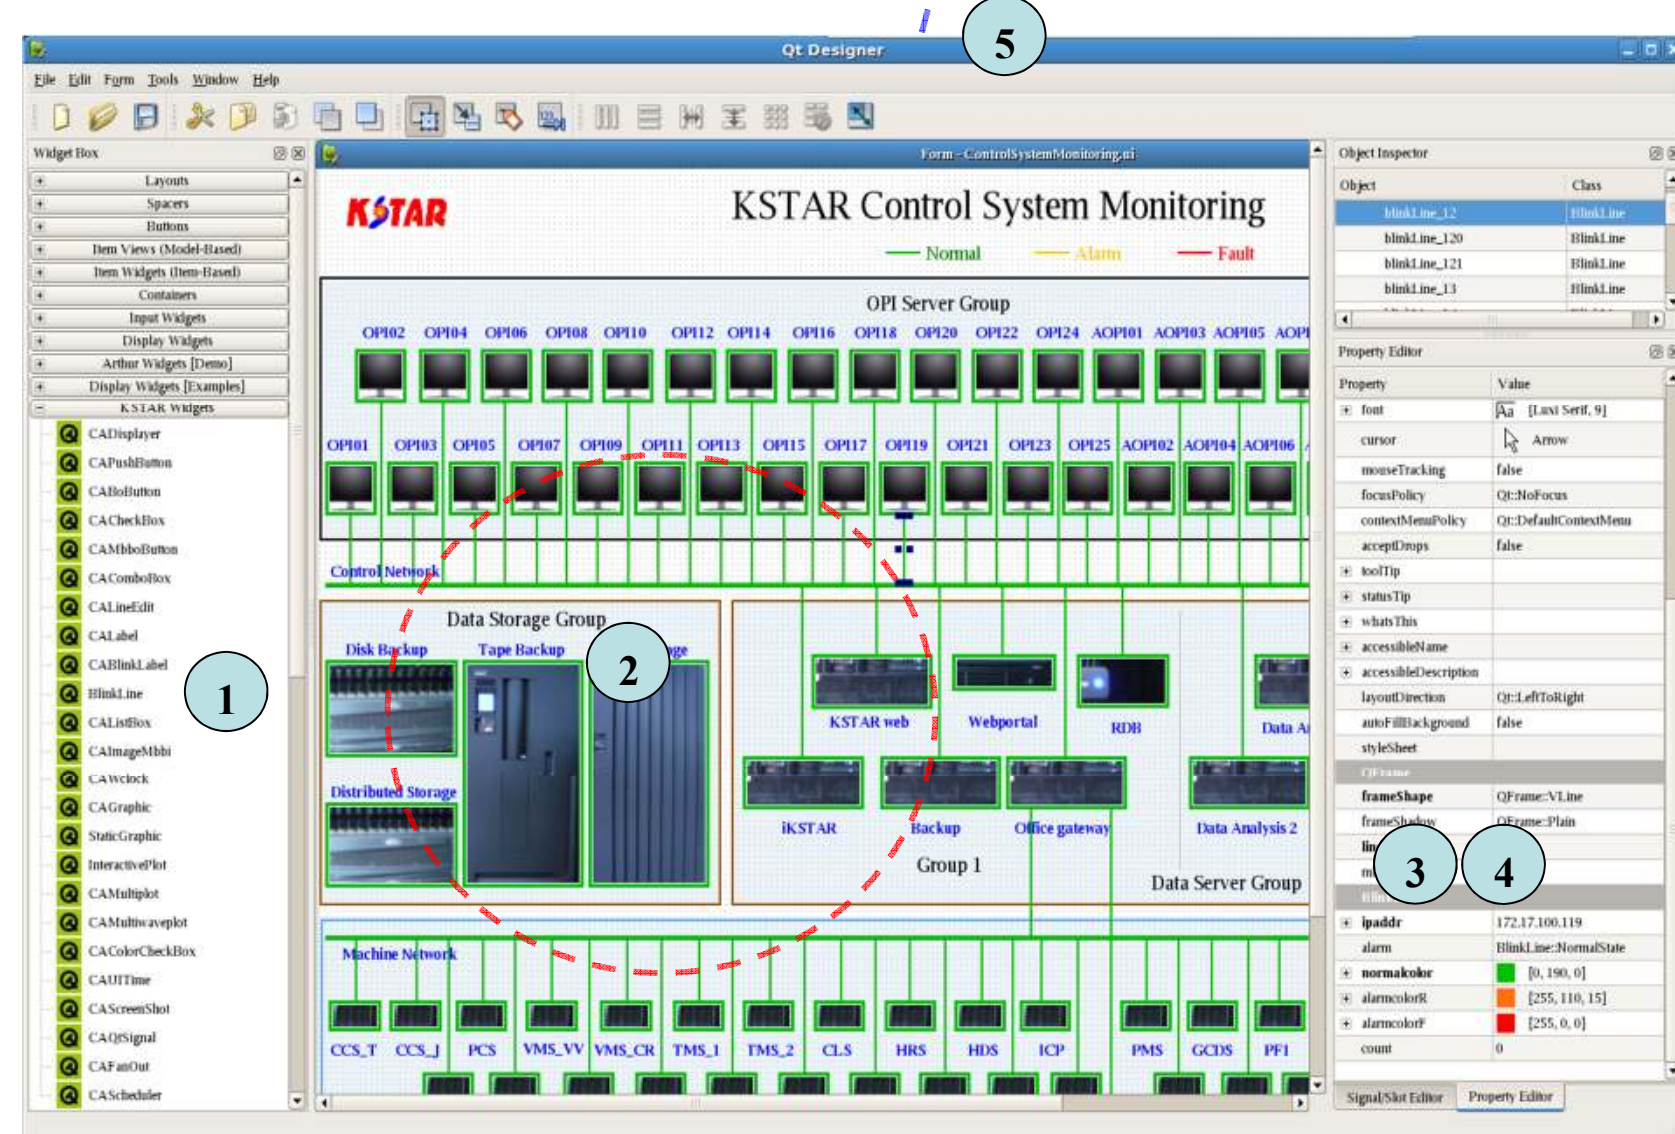 5
Qt Designer
File Edit Form Tools Window Help
Widget Box
Layouts
Spacers
Buttons
Item Views (Model-Based)
Item Widgets (Item-Based)
Containers
Input Widgets
Display Widgets
Arthur Widgets [Demo]
Display Widgets [Examples]
KSTAR Widgets
CADisplayer
CAPushButton
CABoButton
CACheckBox
CAMbboButton
CAComboBox
CALineEdit
CALabel
CABlinkLabel
BlinkLine
CAListBox
CAImageMbbi
CAWclock
CAGraphic
StaticGraphic
InteractivePlot
CAMultiplot
CAMultiwaveplot
CAColorCheckBox
CAUITime
CAScreenShot
CAQtSignal
CAFanOut
CAScheduler
1
Form - ControlSystemMonitoring.ui
KSTAR
KSTAR Control System Monitoring
Normal Alarm Fault
OPI Server Group
OPI02 OPI04 OPI06 OPI08 OPI10 OPI12 OPI14 OPI16 OPI18 OPI20 OPI22 OPI24 AOPI01 AOPI03 AOPI05 AOPI
OPI01 OPI03 OPI05 OPI07 OPI09 OPI11 OPI13 OPI15 OPI17 OPI19 OPI21 OPI23 OPI25 AOPI02 AOPI04 AOPI06
Control Network
Data Storage Group
Disk Backup Tape Backup
2
Distributed Storage
KSTAR web Webportal RDB Data
iKSTAR Backup Office gateway Data Analysis 2
Group 1
Data Server Group
Machine Network
CCS_T CCS_J PCS VMS_VV VMS_CR TMS_1 TMS_2 CLS HRS HDS ICP PMS GCDS PF1
Object Inspector
Object Class
blinkLine_12 BlinkLine
blinkLine_120 BlinkLine
blinkLine_121 BlinkLine
blinkLine_13 BlinkLine
Property Editor
Property Value
font [Luxi Serif, 9]
cursor Arrow
mouseTracking false
focusPolicy Qt::NoFocus
contextMenuPolicy Qt::DefaultContextMenu
acceptDrops false
toolTip
statusTip
whatsThis
accessibleName
accessibleDescription
layoutDirection Qt::LeftToRight
autoFillBackground false
styleSheet
QFrame
frameShape QFrame::VLine
frameShadow QFrame::Plain
3 4
ipaddr 172.17.100.119
alarm BlinkLine::NormalState
normalcolor [0, 190, 0]
alarmcolorR [255, 110, 15]
alarmcolorF [255, 0, 0]
count 0
Signal/Slot Editor Property Editor